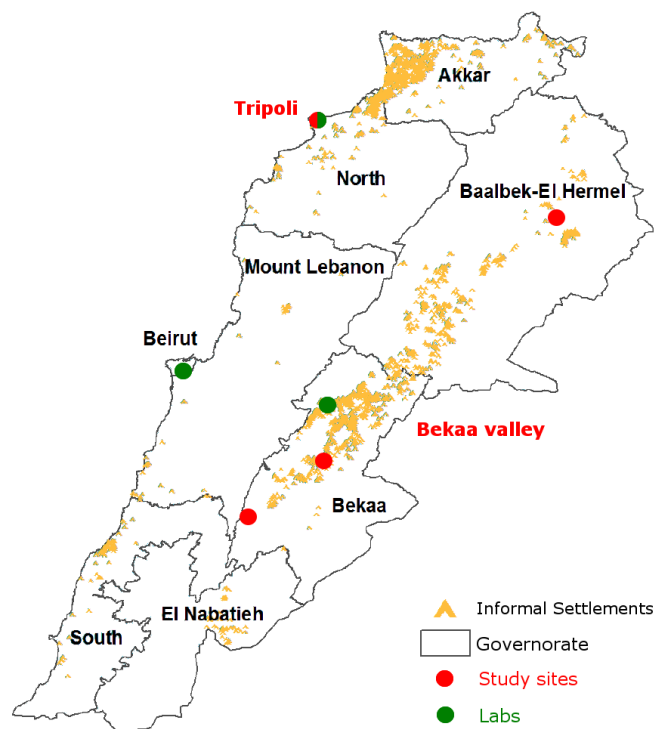 Akkar
Tripoli
North
Baalbek-El Hermel
Mount Lebanon
Beirut
Bekaa valley
Bekaa
El Nabatieh
South
Informal Settlements
Governorate
Study sites
Labs